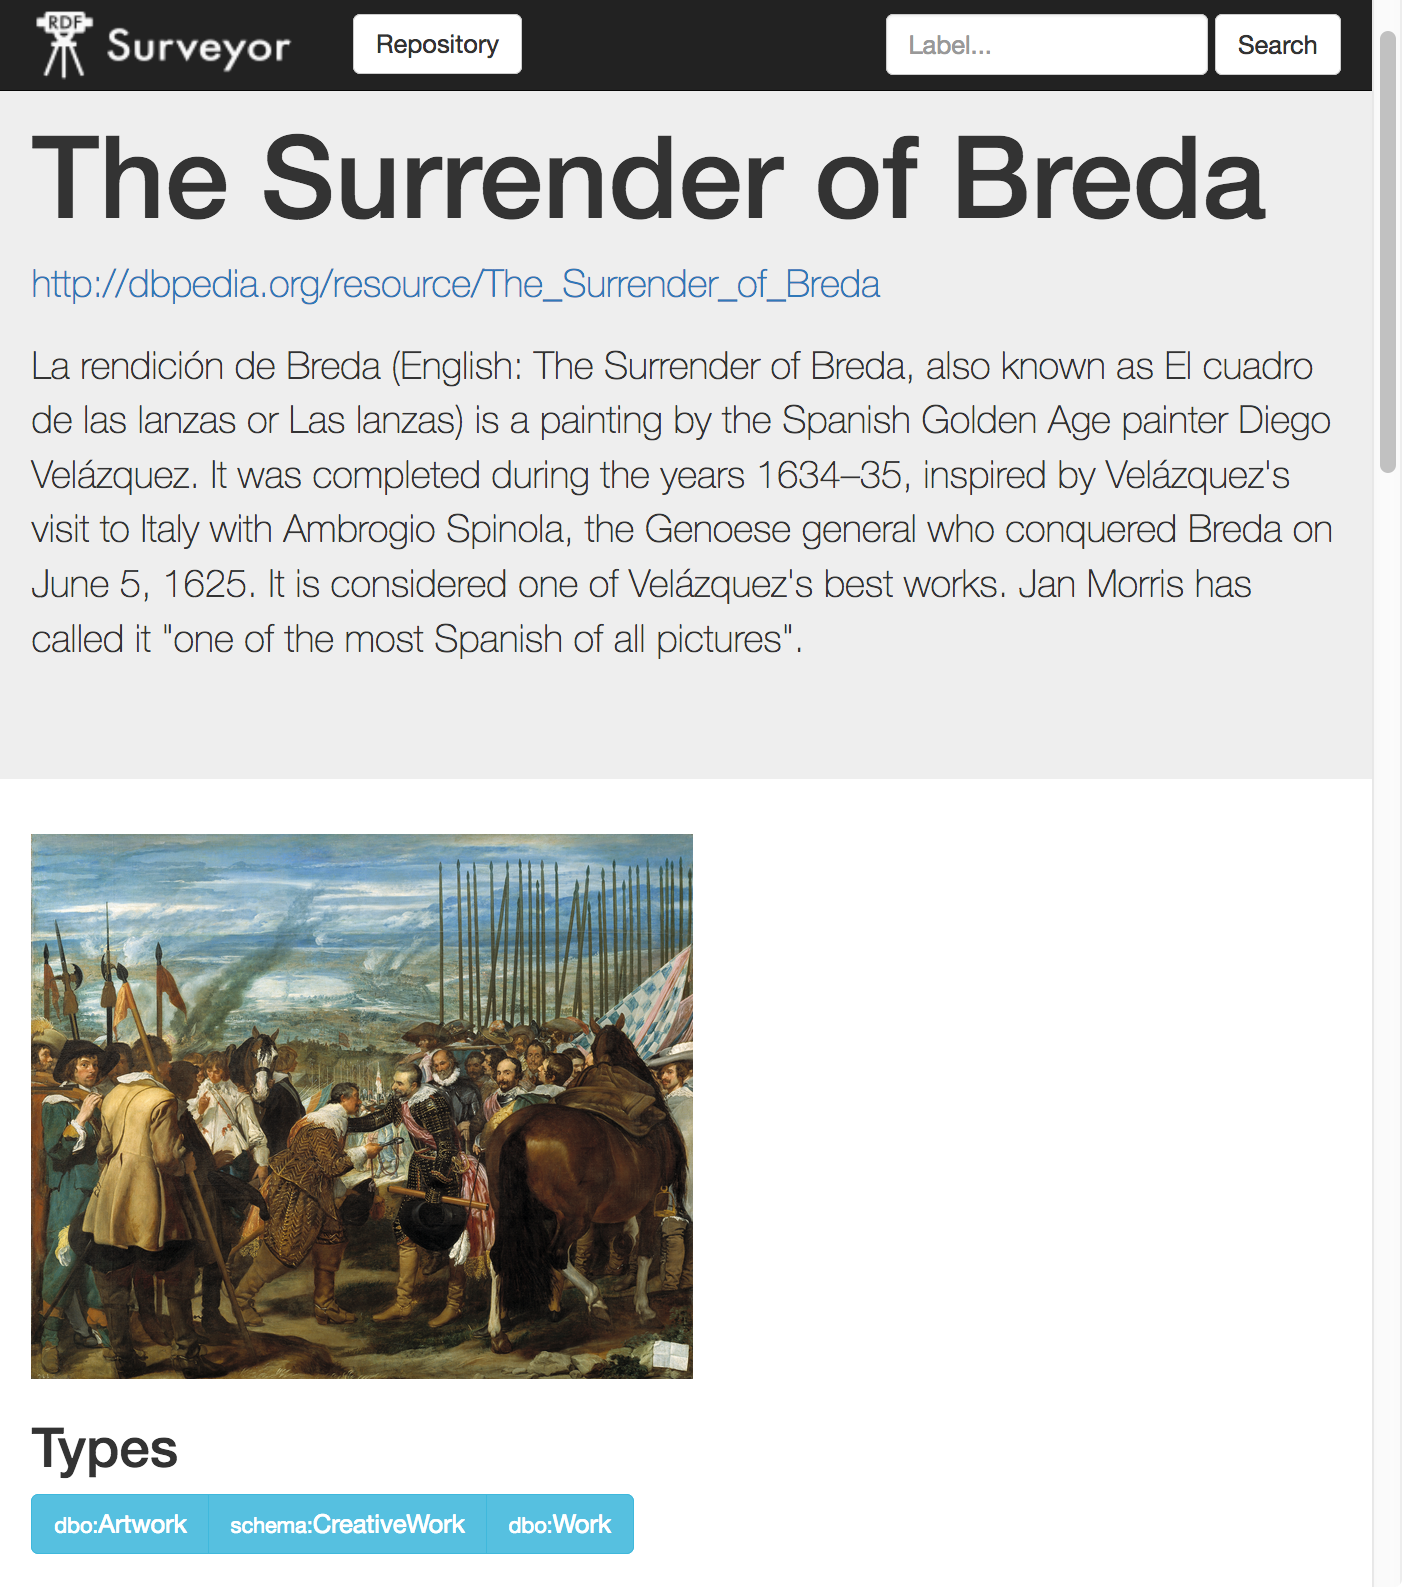 RDF
Surveyor
Repository
Label...
Search
The Surrender of Breda
http://dbpedia.org/resource/The_Surrender_of_Breda
La rendición de Breda (English: The Surrender of Breda, also known as El cuadro
de las lanzas or Las lanzas) is a painting by the Spanish Golden Age painter Diego
Velázquez. It was completed during the years 1634–35, inspired by Velázquez's
visit to Italy with Ambrogio Spinola, the Genoese general who conquered Breda on
June 5, 1625. It is considered one of Velázquez's best works. Jan Morris has
called it "one of the most Spanish of all pictures".
Types
dbo:Artwork schema:CreativeWork dbo:Work